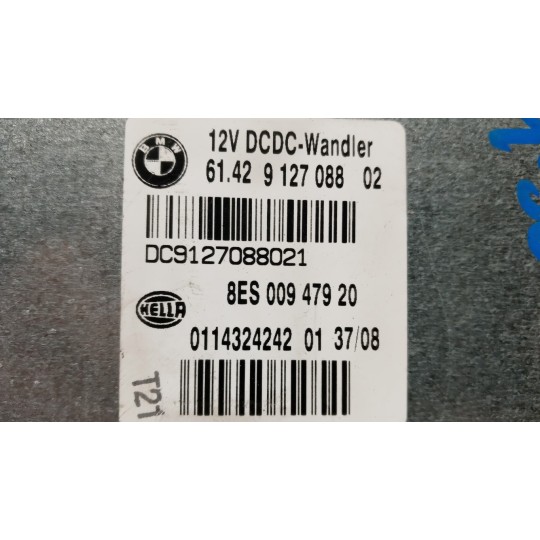 BMW
12V DCDC-Wandler
61.42 9 127 088 02
DC9127088021
8ES 009 479 20
HELLA
0114324242 01 37/08
T21